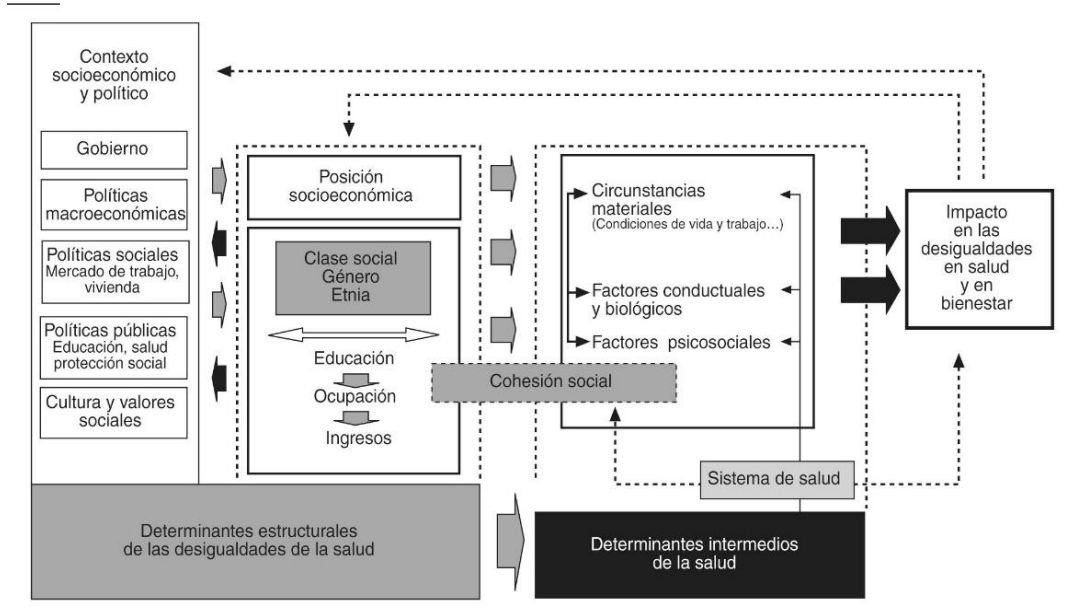 Contexto
socioeconómico
y político
Gobierno
Políticas
macroeconómicas
Políticas sociales
Mercado de trabajo,
vivienda
Políticas públicas
Educación, salud
protección social
Cultura y valores
sociales
Posición
socioeconómica
Clase social
Género
Etnia
Educación
Ocupación
Ingresos
Cohesión social
Circunstancias
materiales
(Condiciones de vida y trabajo...)
Factores conductuales
y biológicos
Factores psicosociales
Sistema de salud
Impacto
en las
desigualdades
en salud
y en
bienestar
Determinantes estructurales
de las desigualdades de la salud
Determinantes intermedios
de la salud